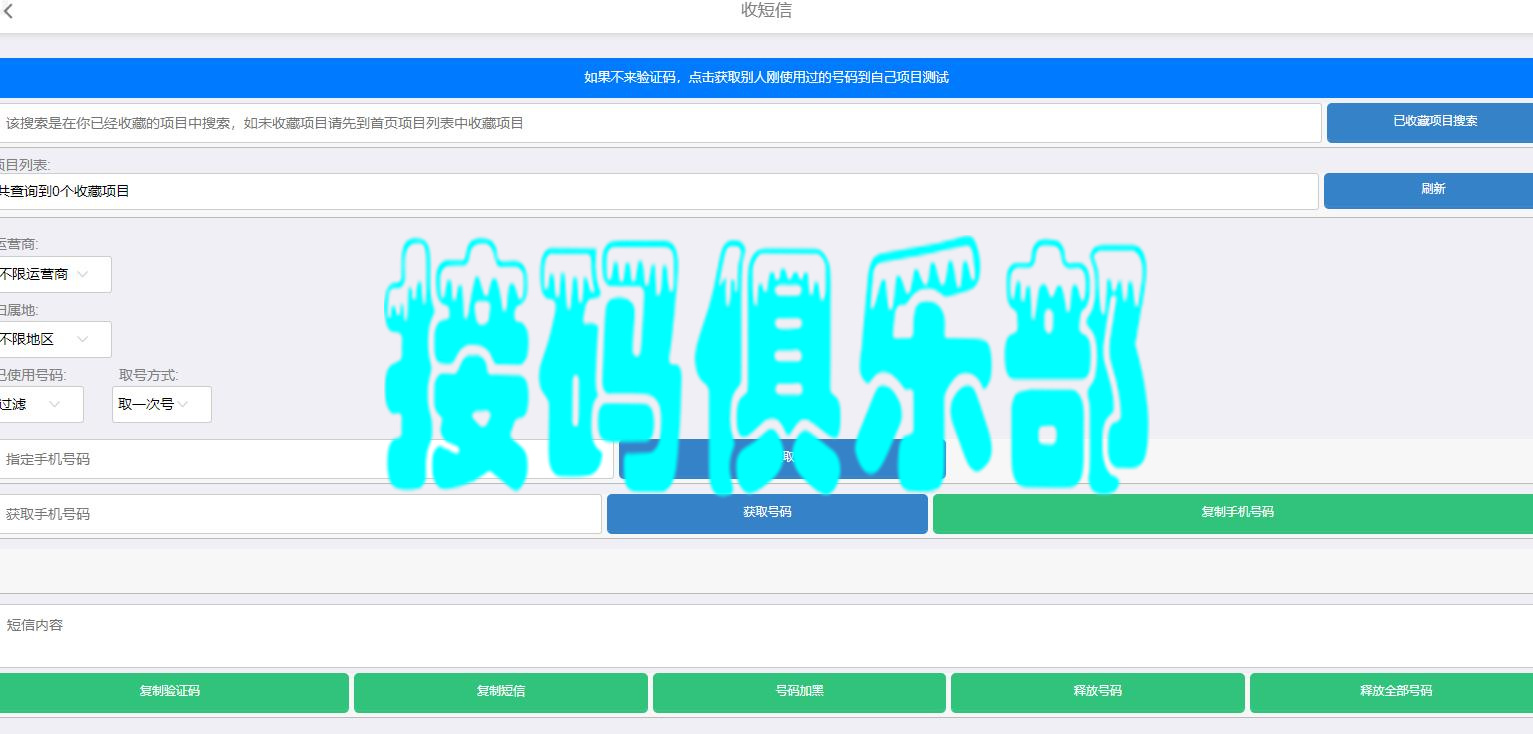 收短信
如果不来验证码，点击获取别人刚使用过的号码到自己项目测试
该搜索是在你已经收藏的项目中搜索，如未收藏项目请先到首页项目列表中收藏项目
已收藏项目搜索
项目列表:
共查询到0个收藏项目
刷新
运营商:
不限运营商
归属地:
不限地区
已使用号码:
取号方式:
过滤
取一次号
按码俱乐部
指定手机号码
取
获取手机号码
获取号码
复制手机号码
短信内容
复制验证码
复制短信
号码加黑
释放号码
释放全部号码